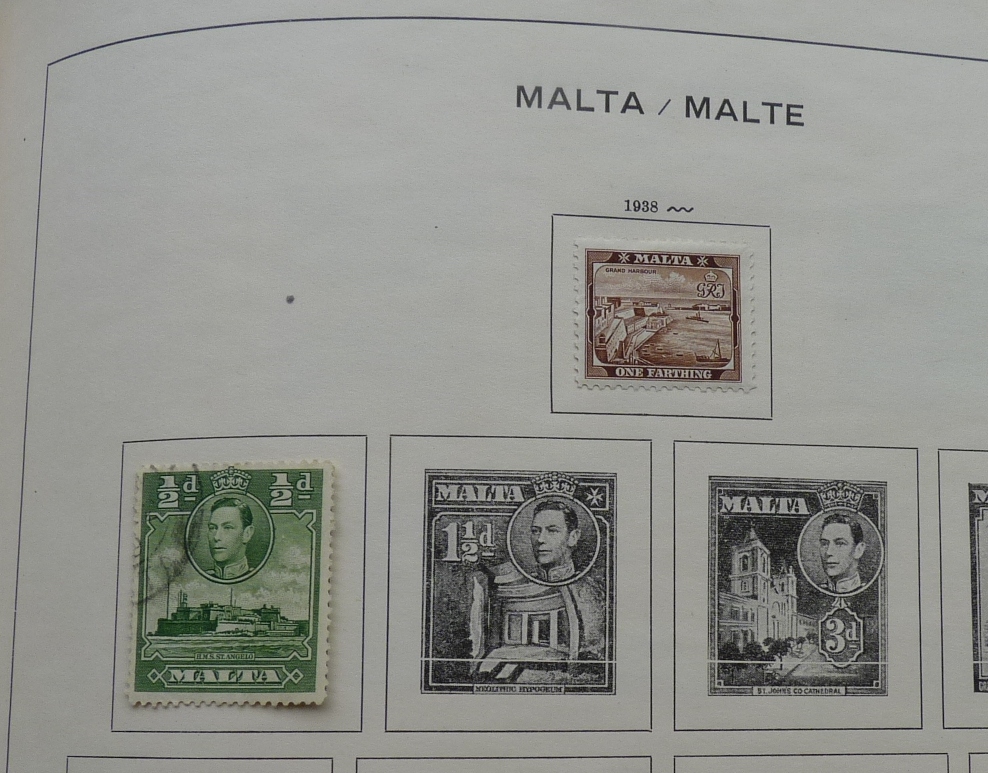 MALTA / MALTE
1938
MALTA
GRAND HARBOUR
GRI
ONE FARTHING
½d ½d
H.M.S. ST. ANGELO
MALTA
MALTA
1½d
NEOLITHIC HYPOGEUM
MALTA
3d
ST. JOHN'S CO CATHEDRAL